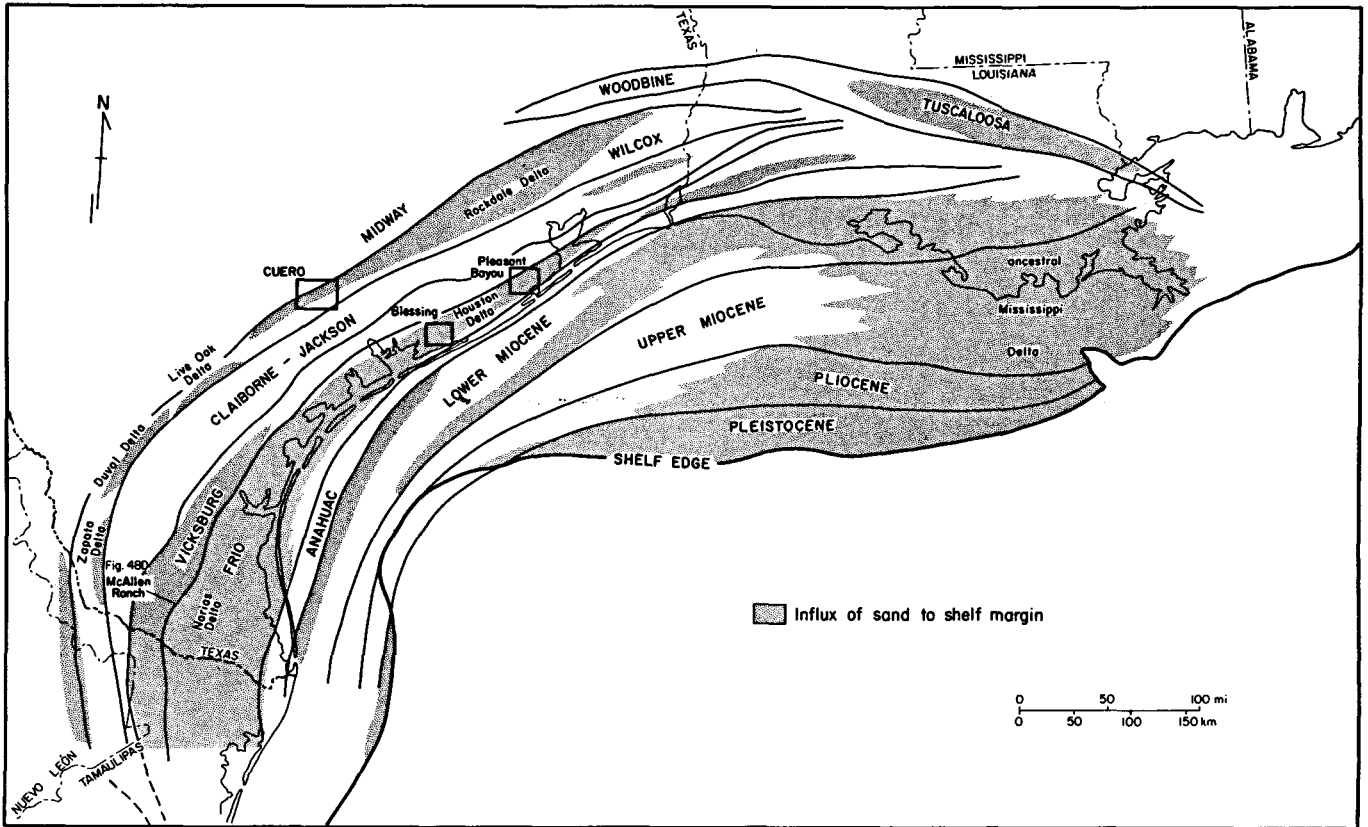 TEXAS
MISSISSIPPI
LOUISIANA
ALABAMA
N
WOODBINE
TUSCALOOSA
WILCOX
Rockdale Delta
MIDWAY
CUERO
Pleasant
Bayou
Houston
Delta
Blessing
ancestral
Mississippi
Delta
Live Oak
Delta
CLAIBORNE - JACKSON
LOWER MIOCENE
UPPER MIOCENE
PLIOCENE
PLEISTOCENE
SHELF EDGE
Duval Delta
VICKSBURG
ANAHUAC
FRIO
Zapata
Delta
Fig. 48D
McAllen
Ranch
Norias
Delta
TEXAS
Influx of sand to shelf margin
0 50 100 mi
0 50 100 150 km
NUEVO LEÓN
TAMAULIPAS